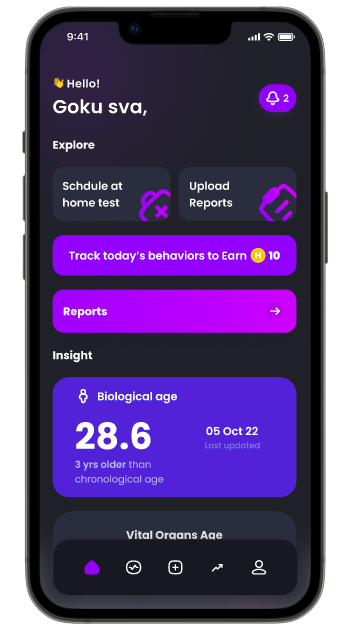 9:41
👋 Hello!
Goku sva,
2
Explore
Schdule at
home test
Upload
Reports
Track today's behaviors to Earn H 10
Reports
Insight
Biological age
28.6
05 Oct 22
Last updated
3 yrs older than
chronological age
Vital Organs Age